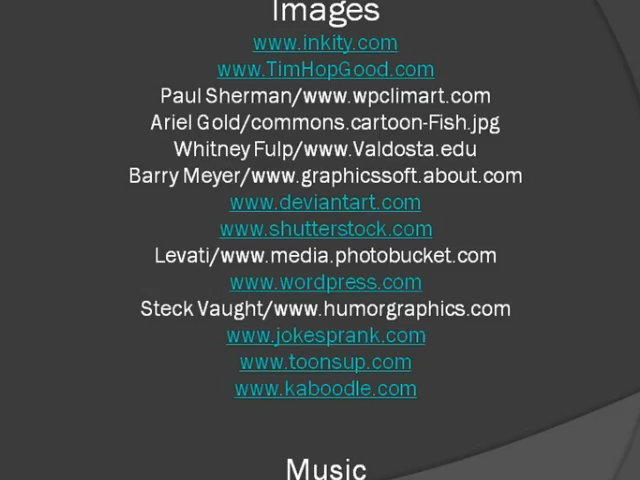 Images
www.inkity.com
www.TimHopGood.com
Paul Sherman/www.wpclimart.com
Ariel Gold/commons.cartoon-Fish.jpg
Whitney Fulp/www.Valdosta.edu
Barry Meyer/www.graphicssoft.about.com
www.deviantart.com
www.shutterstock.com
Levati/www.media.photobucket.com
www.wordpress.com
Steck Vaught/www.humorgraphics.com
www.jokesprank.com
www.toonsup.com
www.kaboodle.com
Music